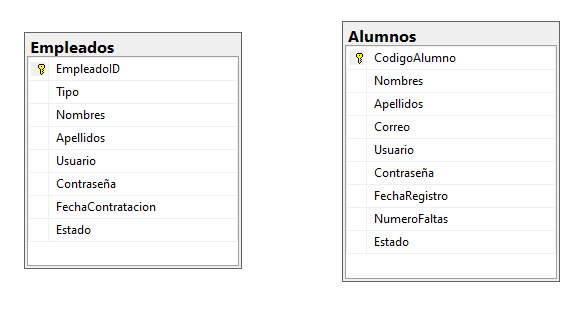 Empleados
EmpleadoID
Tipo
Nombres
Apellidos
Usuario
Contraseña
FechaContratacion
Estado
Alumnos
CodigoAlumno
Nombres
Apellidos
Correo
Usuario
Contraseña
FechaRegistro
NumeroFaltas
Estado